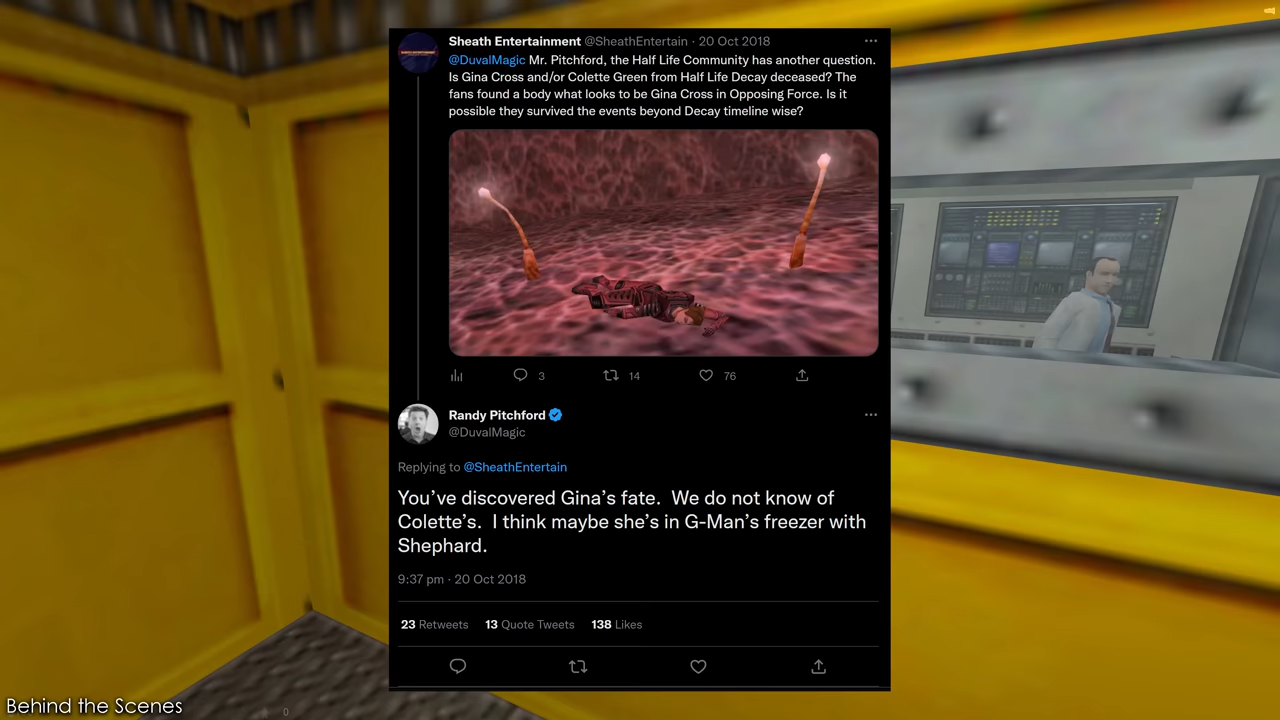 Sheath Entertainment @SheathEntertain · 20 Oct 2018
@DuvalMagic Mr. Pitchford, the Half Life Community has another question.
Is Gina Cross and/or Colette Green from Half Life Decay deceased? The
fans found a body what looks to be Gina Cross in Opposing Force. Is it
possible they survived the events beyond Decay timeline wise?
3 14 76
Randy Pitchford
@DuvalMagic
Replying to @SheathEntertain
You’ve discovered Gina’s fate. We do not know of
Colette’s. I think maybe she’s in G-Man’s freezer with
Shephard.
9:37 pm · 20 Oct 2018
23 Retweets 13 Quote Tweets 138 Likes
Behind the Scenes
0